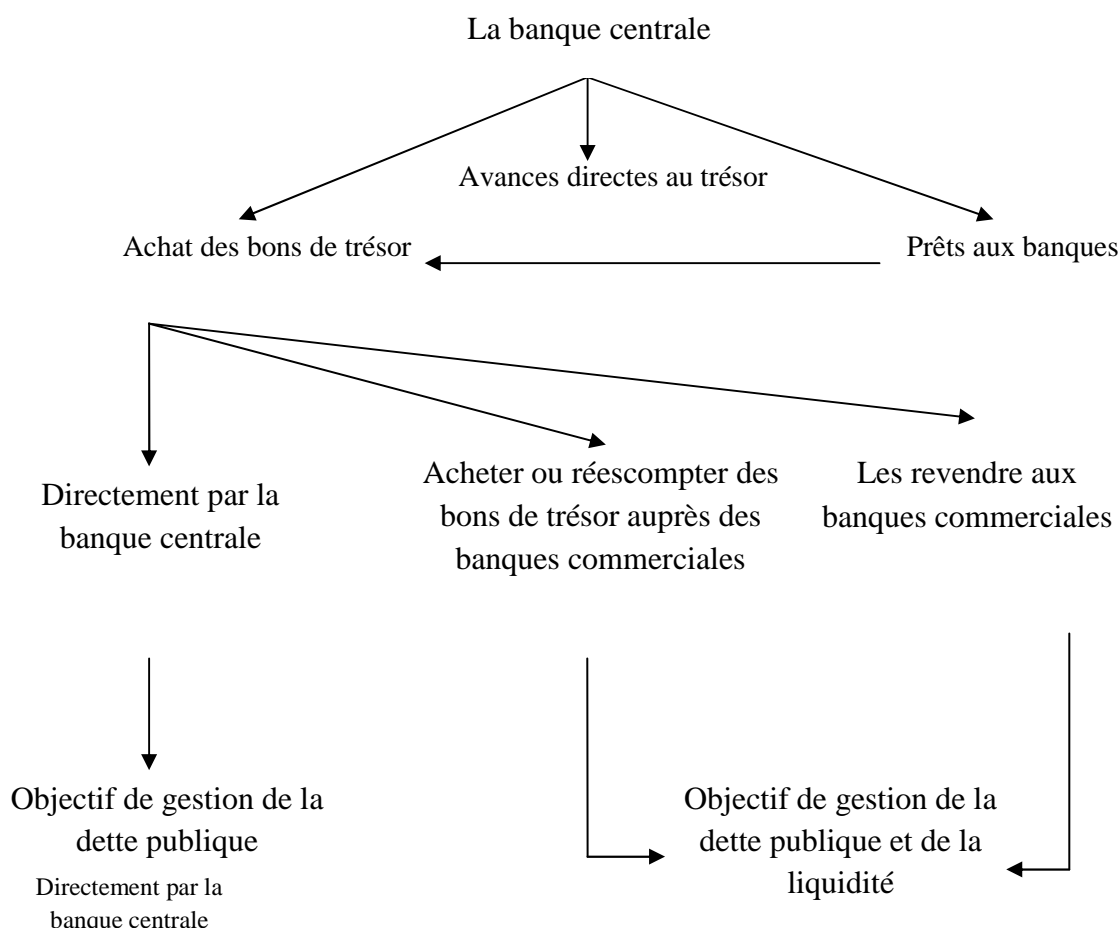 La banque centrale
Avances directes au trésor
Achat des bons de trésor
Prêts aux banques
Directement par la
banque centrale
Acheter ou réescompter des
bons de trésor auprès des
banques commerciales
Les revendre aux
banques commerciales
Objectif de gestion de la
dette publique
Directement par la
banque centrale
Objectif de gestion de la
dette publique et de la
liquidité